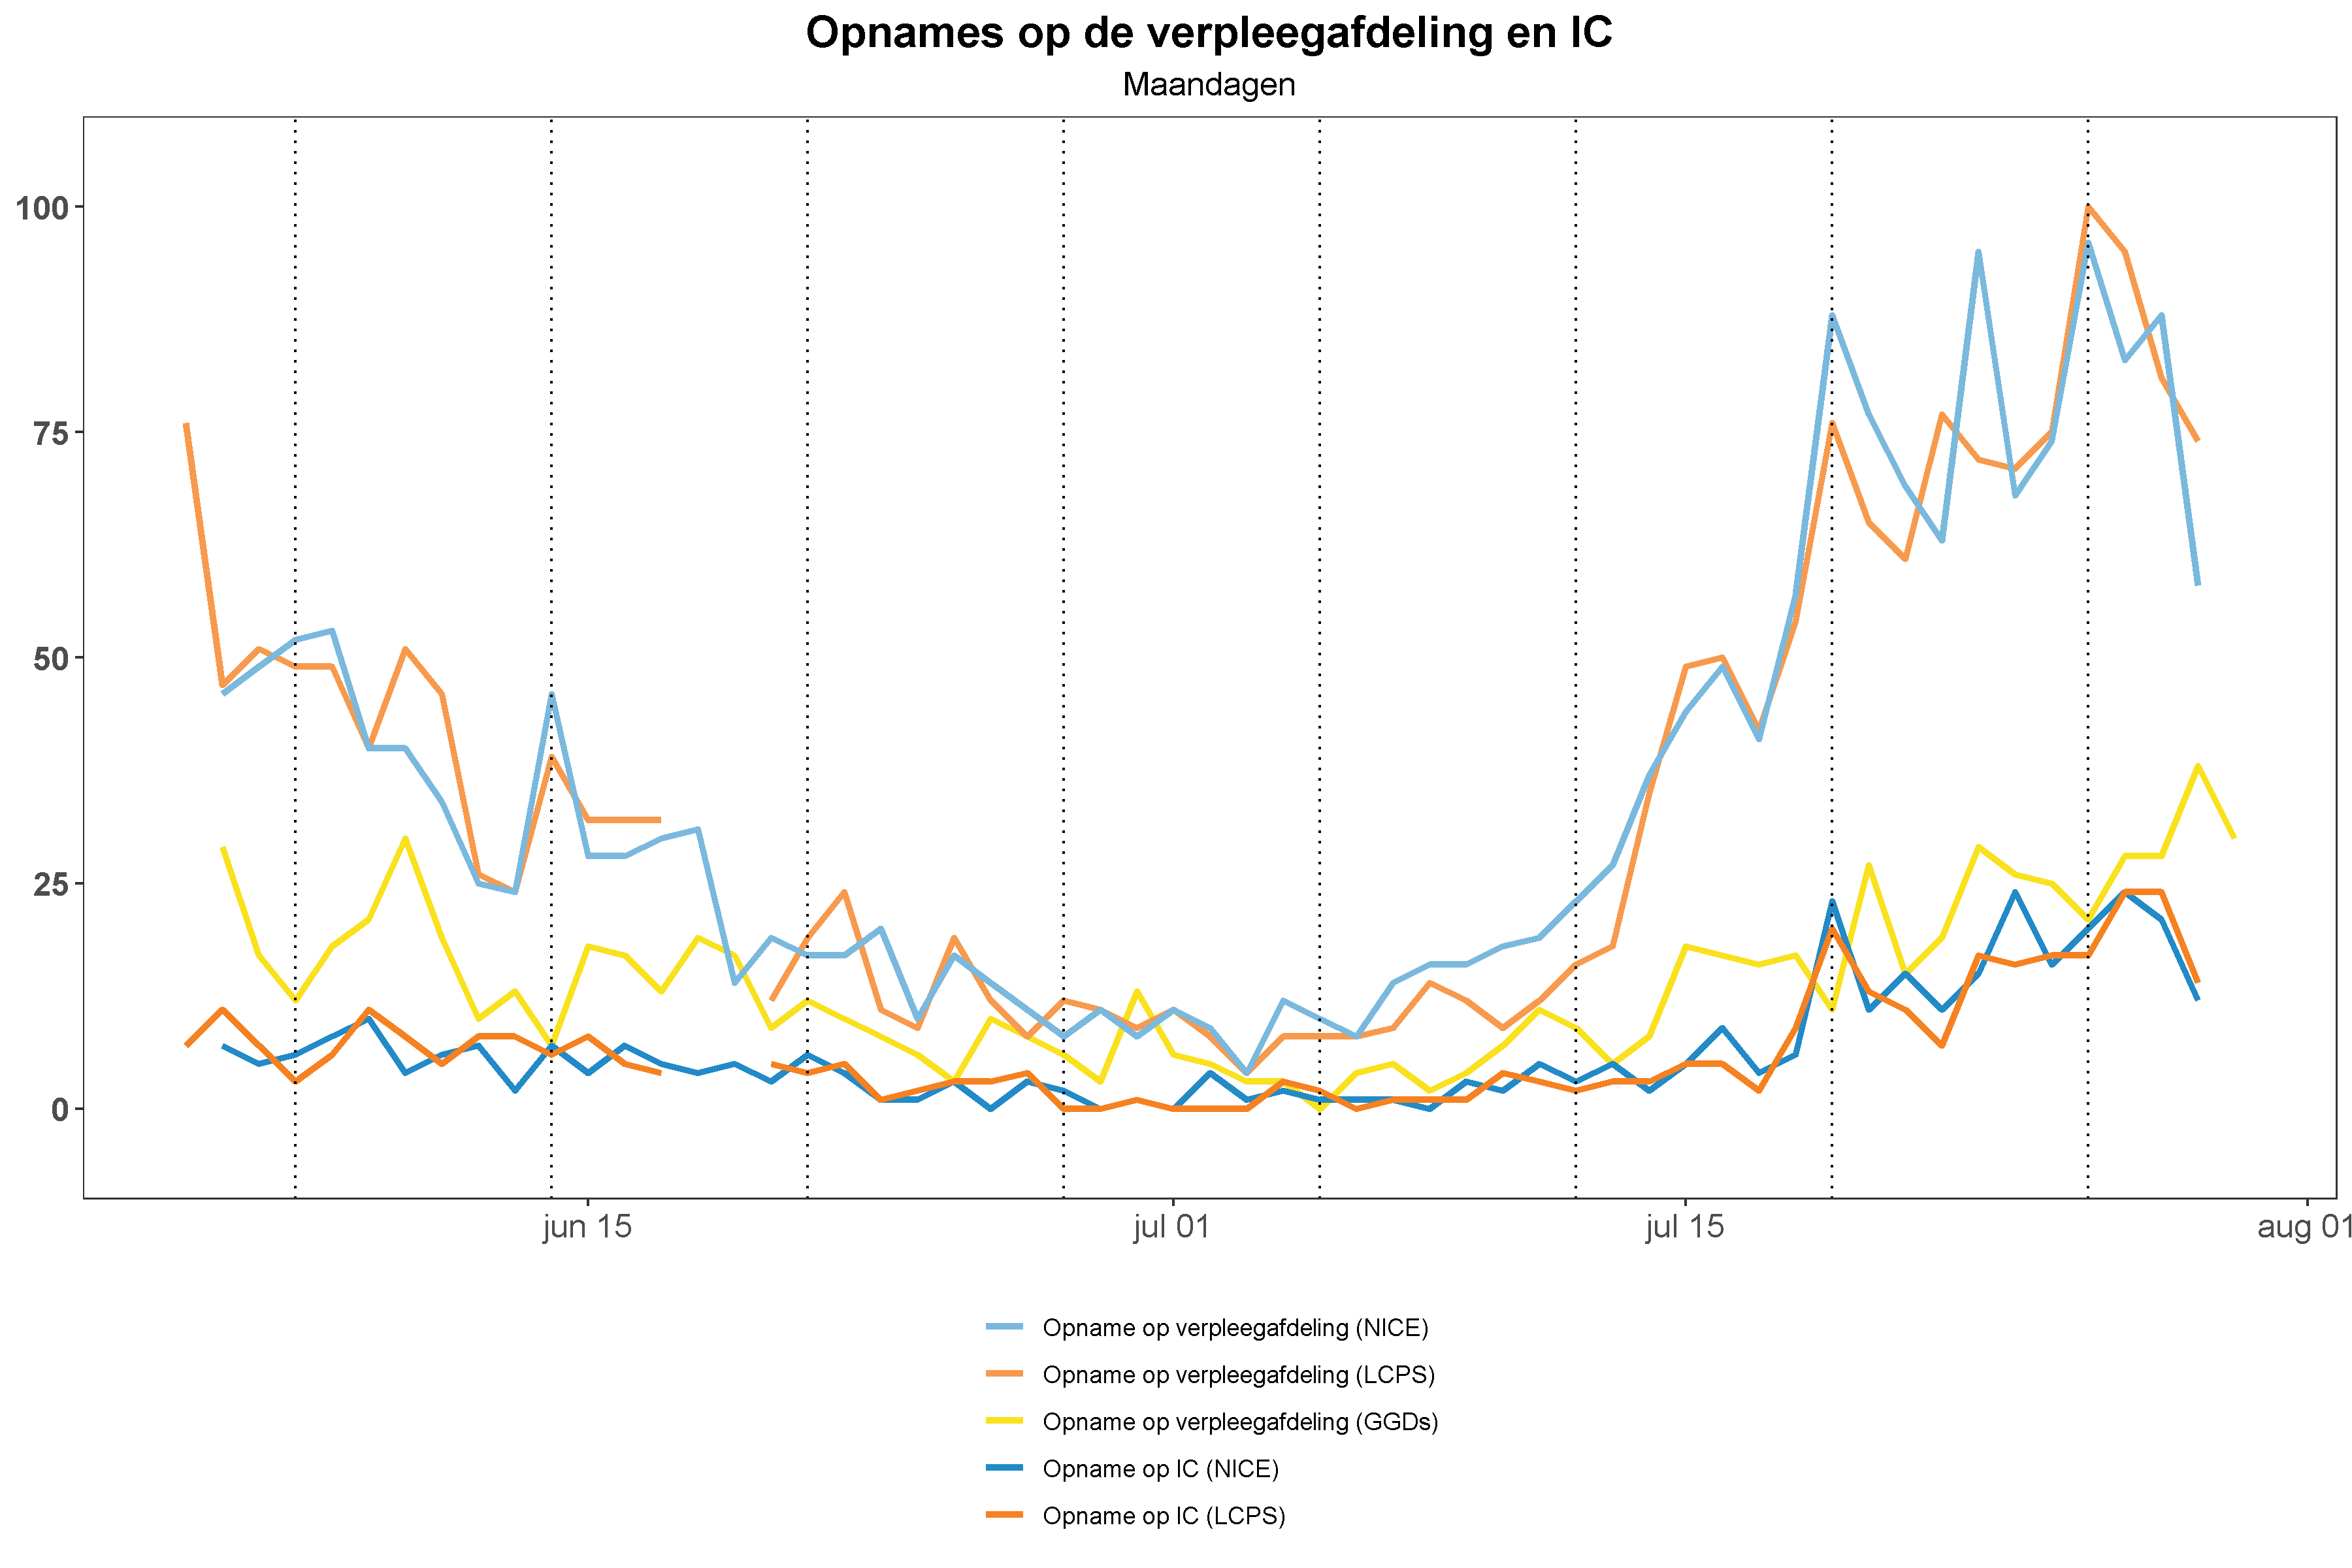 Opnames op de verpleegafdeling en IC
Maandagen
100
75
50
25
0
jun 15
jul 01
jul 15
aug 01
Opname op verpleegafdeling (NICE)
Opname op verpleegafdeling (LCPS)
Opname op verpleegafdeling (GGDs)
Opname op IC (NICE)
Opname op IC (LCPS)